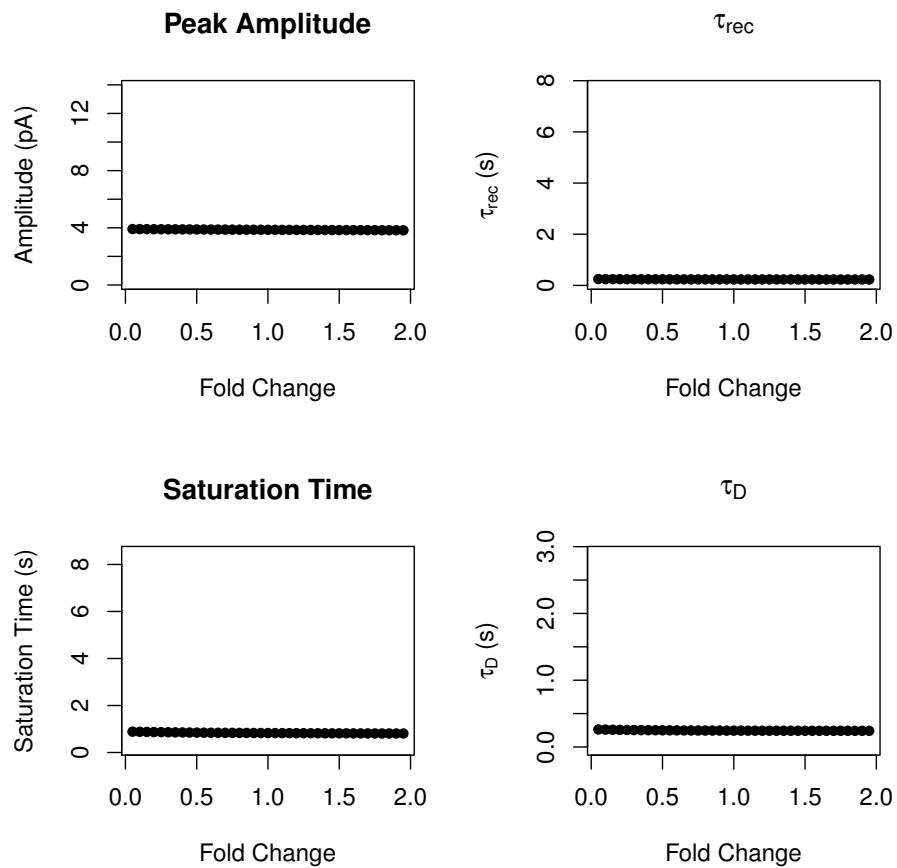 Peak Amplitude
Amplitude (pA)
12
8
4
0
0.0 0.5 1.0 1.5 2.0
Fold Change
τrec
τrec (s)
8
6
4
2
0
0.0 0.5 1.0 1.5 2.0
Fold Change
Saturation Time
Saturation Time (s)
8
6
4
2
0
0.0 0.5 1.0 1.5 2.0
Fold Change
τD
τD (s)
3.0
2.0
1.0
0.0
0.0 0.5 1.0 1.5 2.0
Fold Change